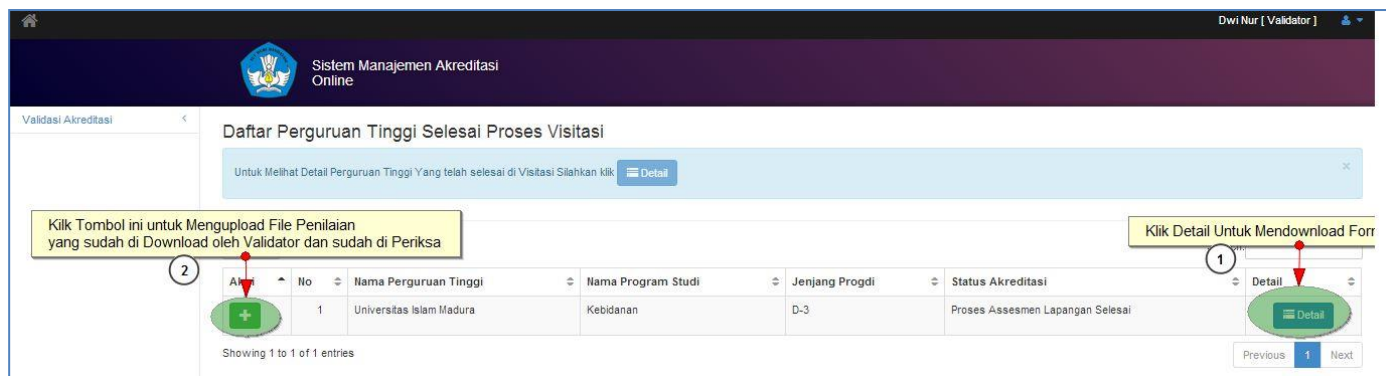 Dwi Nur [ Validator ]
Sistem Manajemen Akreditasi
Online
Validasi Akreditasi
Daftar Perguruan Tinggi Selesai Proses Visitasi
Untuk Melihat Detail Perguruan Tinggi Yang telah selesai di Visitasi Silahkan klik Detail
Kilk Tombol ini untuk Mengupload File Penilaian
yang sudah di Download oleh Validator dan sudah di Periksa
Klik Detail Untuk Mendownload
2
1
No Nama Perguruan Tinggi Nama Program Studi Jenjang Progdi Status Akreditasi Detail
1 Universitas Islam Madura Kebidanan D-3 Proses Assesmen Lapangan Selesai Detail
Showing 1 to 1 of 1 entries
Previous 1 Next